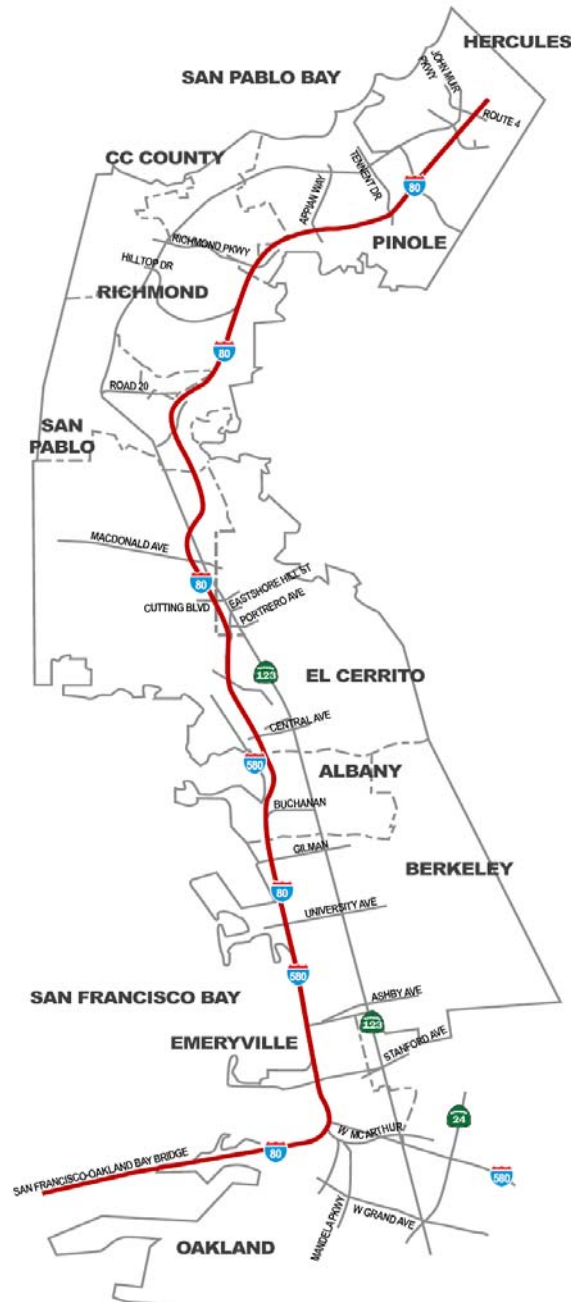 HERCULES
JOHN MUIR
PKWY
SAN PABLO BAY
ROUTE 4
CC COUNTY
TENNENT DR
APPIAN WAY
80
RICHMOND PKWY
PINOLE
HILLTOP DR
RICHMOND
80
ROAD 20
SAN
PABLO
MACDONALD AVE
80
EASTSHORE HILL ST
CUTTING BLVD
PORTRERO AVE
123
EL CERRITO
CENTRAL AVE
580
ALBANY
BUCHANAN
GILMAN
BERKELEY
80
UNIVERSITY AVE
580
SAN FRANCISCO BAY
ASHBY AVE
123
EMERYVILLE
STANFORD AVE
24
W MCARTHUR
80
SAN FRANCISCO-OAKLAND BAY BRIDGE
580
MANDELA PKWY
W GRAND AVE
OAKLAND